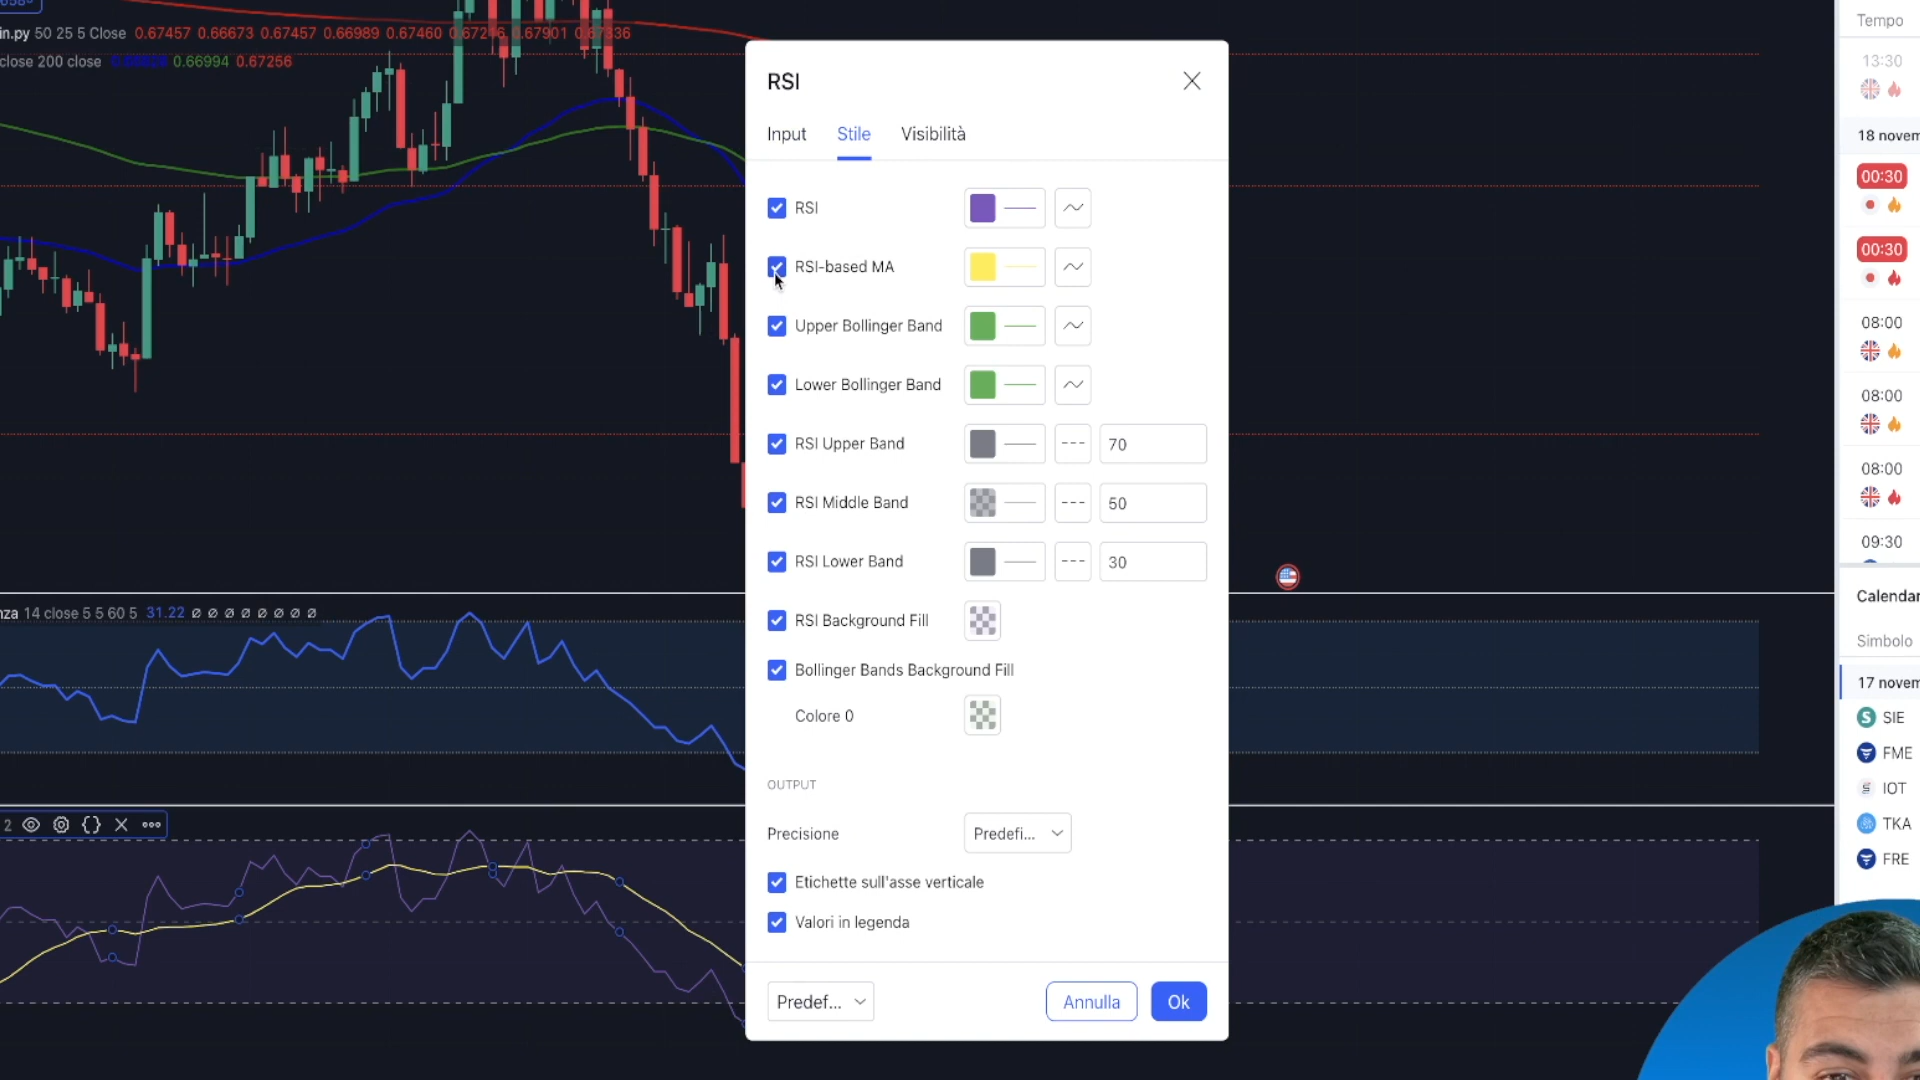 in.py 50 25 5 Close 0.67457 0.66673 0.67457 0.66989 0.67460 0.67901
close 200 close 0.66994 0.67256
RSI
Input Stile Visibilità
RSI
RSI-based MA
Upper Bollinger Band
Lower Bollinger Band
RSI Upper Band 70
RSI Middle Band 50
RSI Lower Band 30
RSI Background Fill
Bollinger Bands Background Fill
Colore 0
OUTPUT
Precisione Predefi...
Etichette sull'asse verticale
Valori in legenda
Predef... Annulla Ok
nza 14 close 5 5 60 5 31.22 ∅ ∅ ∅ ∅ ∅ ∅ ∅ ∅
2
Tempo
13:30
18 novem
00:30
00:30
08:00
08:00
08:00
09:30
Calendar
Simbolo
17 novem
S SIE
FME
IOT
TKA
FRE